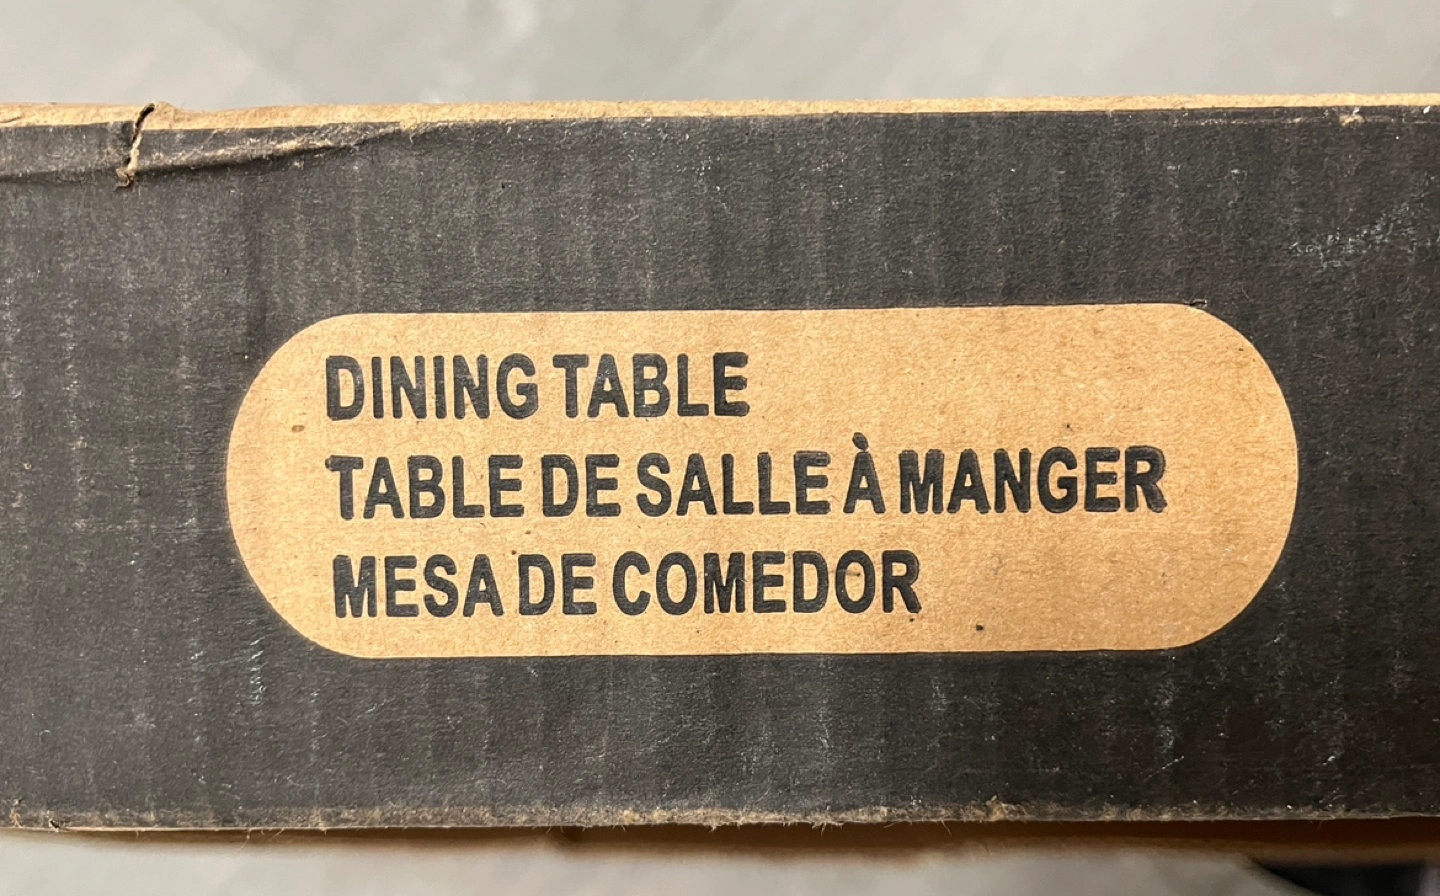 DINING TABLE
TABLE DE SALLE À MANGER
MESA DE COMEDOR